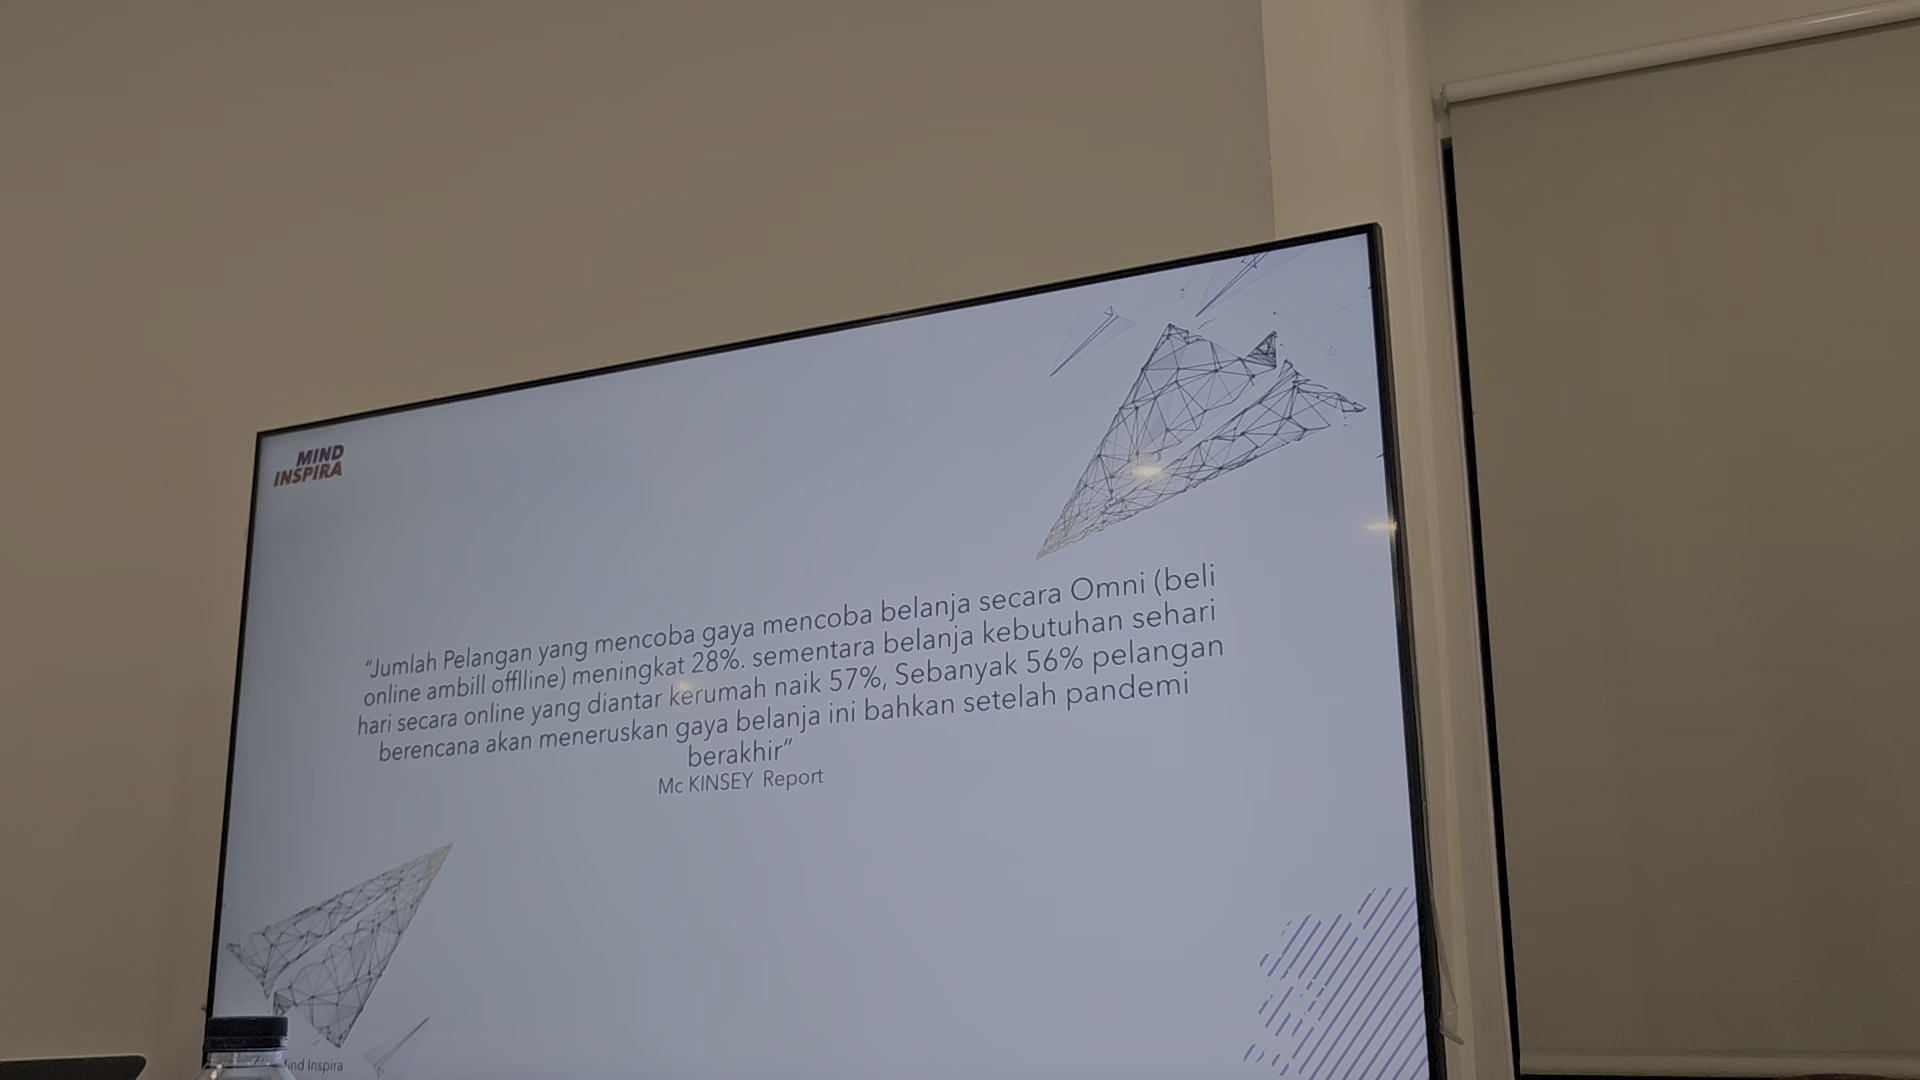 MIND
INSPIRA
“Jumlah Pelangan yang mencoba gaya mencoba belanja secara Omni (beli
online ambill offlline) meningkat 28%. sementara belanja kebutuhan sehari
hari secara online yang diantar kerumah naik 57%, Sebanyak 56% pelangan
berencana akan meneruskan gaya belanja ini bahkan setelah pandemi
berakhir”
Mc KINSEY Report
Inspira